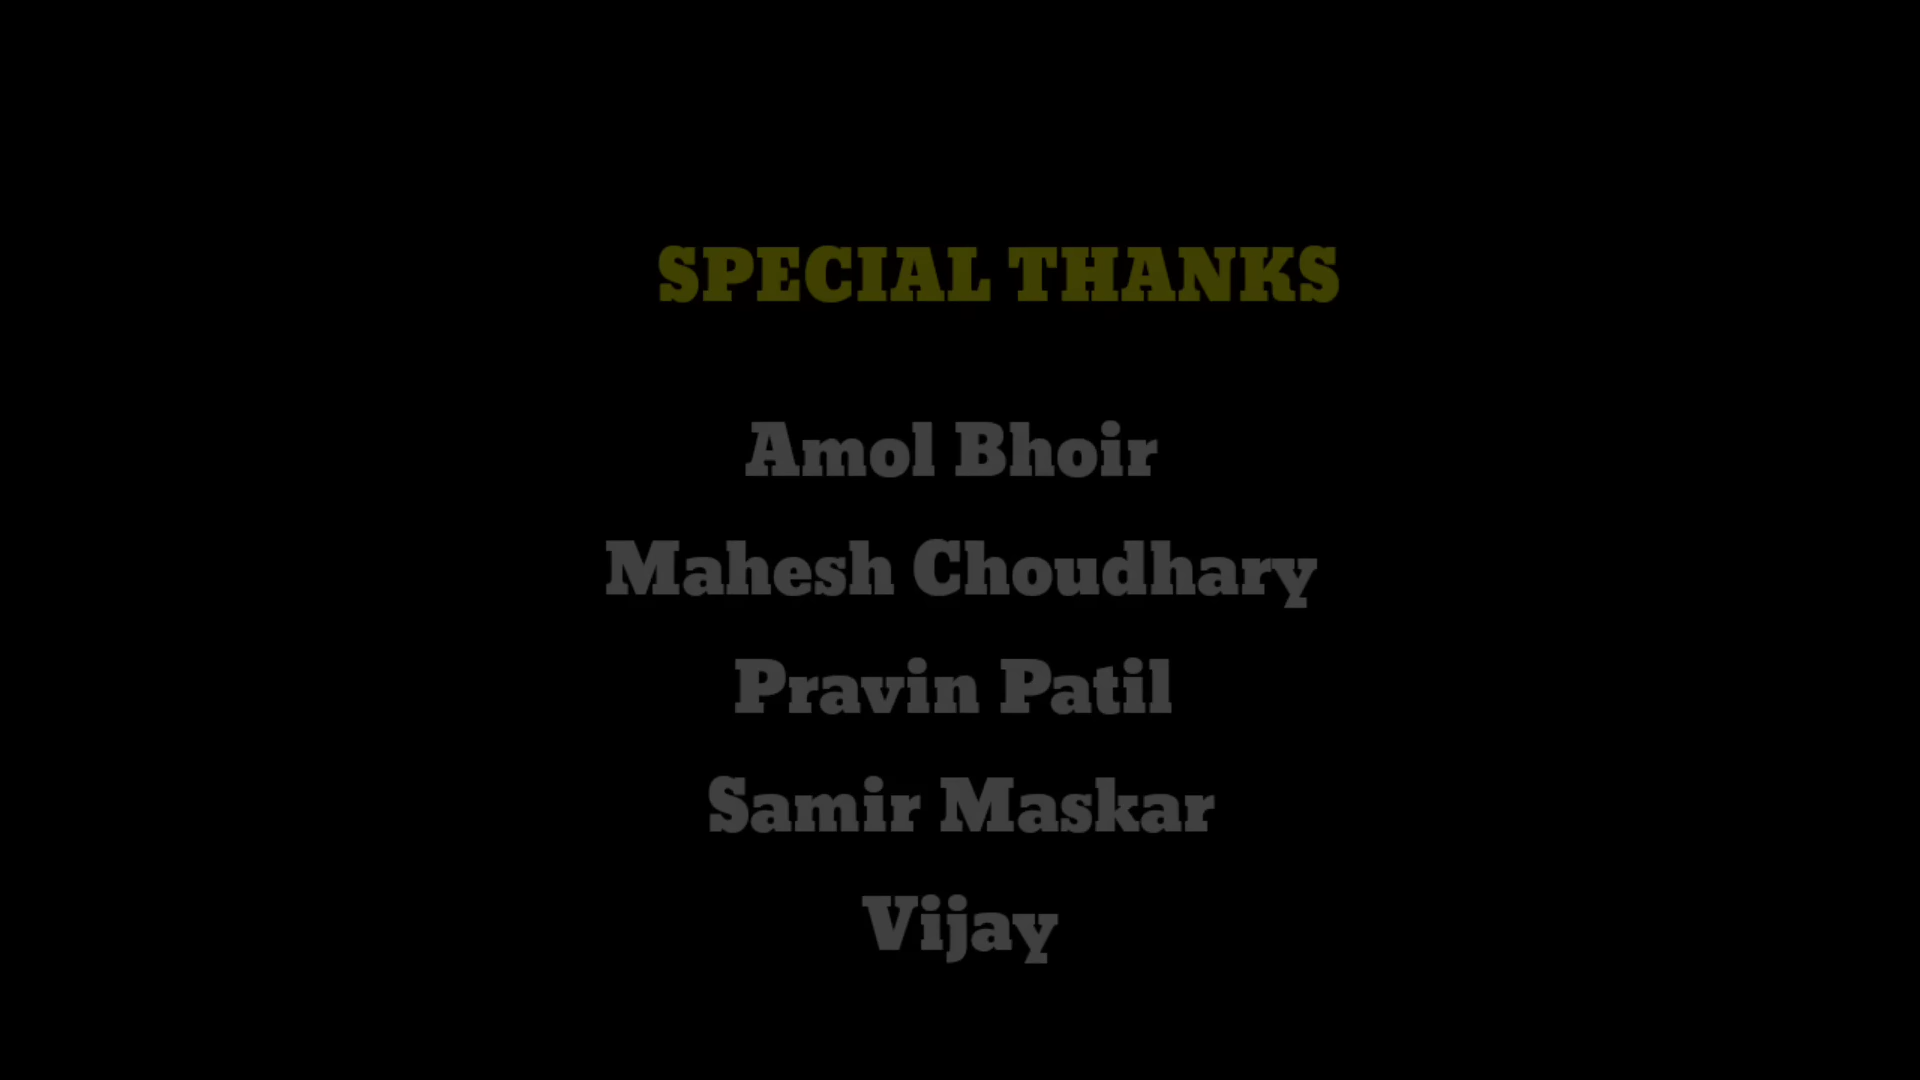 SPECIAL THANKS
Amol Bhoir
Mahesh Choudhary
Pravin Patil
Samir Maskar
Vijay